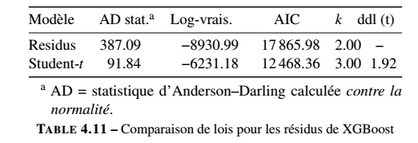 Modèle AD stat.ᵃ Log-vrais. AIC k ddl (t)
Residus 387.09 −8930.99 17 865.98 2.00 –
Student-t 91.84 −6231.18 12 468.36 3.00 1.92
ᵃ AD = statistique d’Anderson–Darling calculée contre la
normalité.
TABLE 4.11 – Comparaison de lois pour les résidus de XGBoost